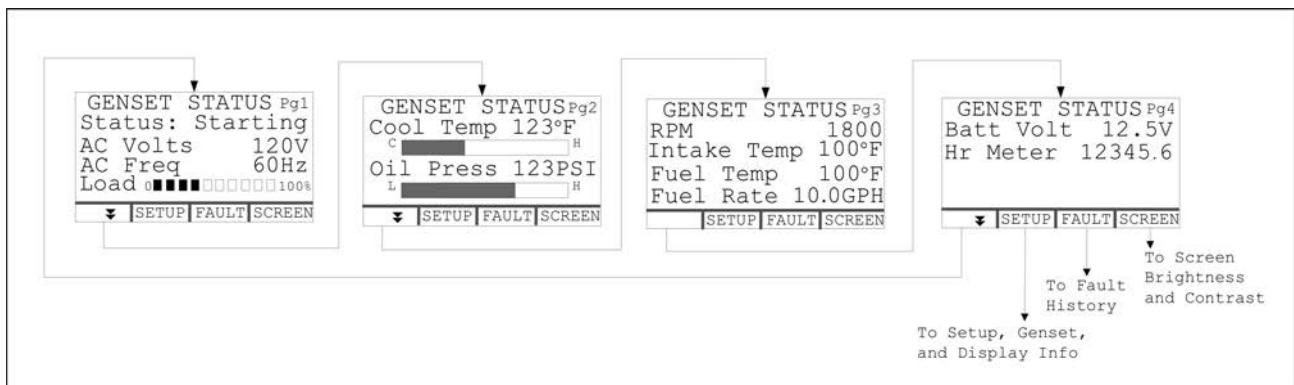 GENSET STATUS Pg1
Status: Starting
AC Volts 120V
AC Freq 60Hz
Load 0 100%
SETUP FAULT SCREEN
GENSET STATUS Pg2
Cool Temp 123°F
C H
Oil Press 123PSI
L H
SETUP FAULT SCREEN
GENSET STATUS Pg3
RPM 1800
Intake Temp 100°F
Fuel Temp 100°F
Fuel Rate 10.0GPH
SETUP FAULT SCREEN
GENSET STATUS Pg4
Batt Volt 12.5V
Hr Meter 12345.6
SETUP FAULT SCREEN
To Screen
Brightness
and Contrast
To Fault
History
To Setup, Genset,
and Display Info